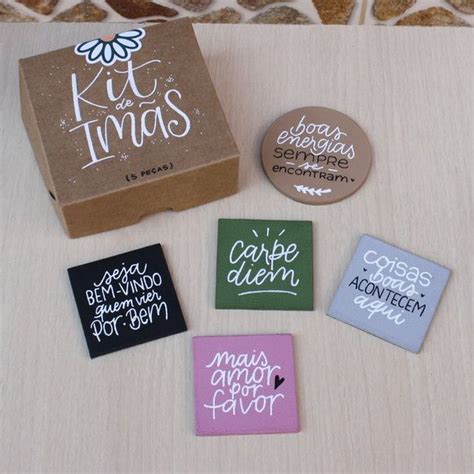 Kit
de
Imãs
(5 PEÇAS)
boas
energias
SEMPRE
se
ENCONTRAM
carpe
diem
coisas
boas
ACONTECEM
aqui
seja
BEM-VINDO
quem vier
POR-BEM
mais
amor
por
favor